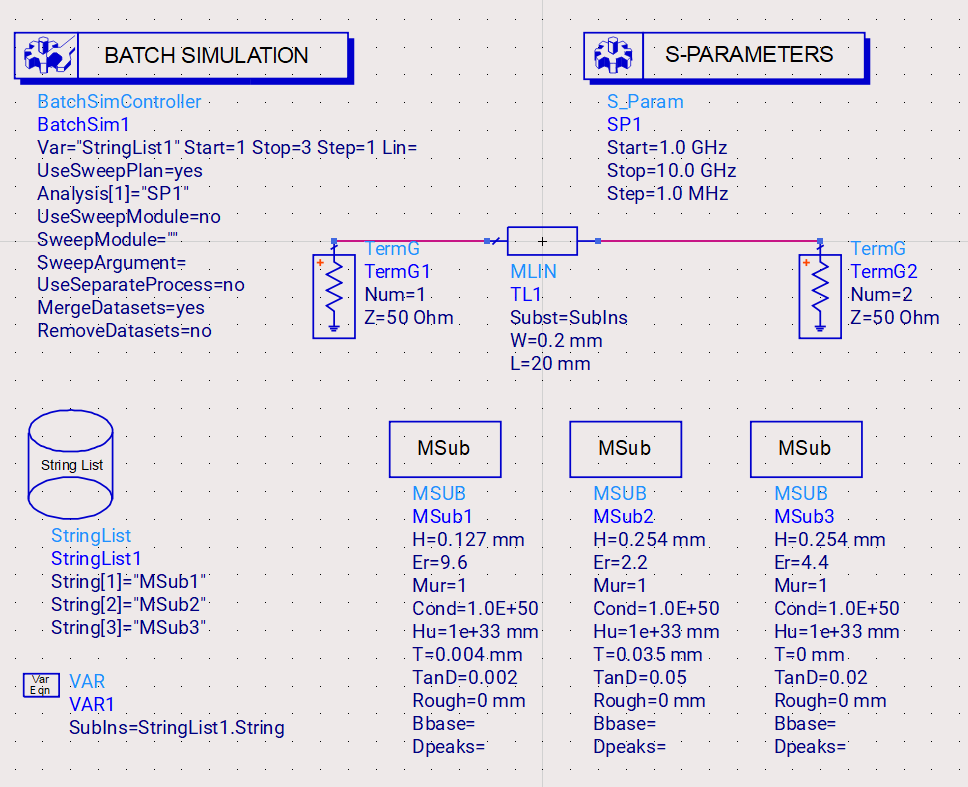 BATCH SIMULATION
BatchSimController
BatchSim1
Var="StringList1" Start=1 Stop=3 Step=1 Lin=
UseSweepPlan=yes
Analysis[1]="SP1"
UseSweepModule=no
SweepModule=""
SweepArgument=
UseSeparateProcess=no
MergeDatasets=yes
RemoveDatasets=no
S-PARAMETERS
S_Param
SP1
Start=1.0 GHz
Stop=10.0 GHz
Step=1.0 MHz
+
TermG
TermG1
Num=1
Z=50 Ohm
MLIN
TL1
Subst=SubIns
W=0.2 mm
L=20 mm
+
TermG
TermG2
Num=2
Z=50 Ohm
String List
StringList
StringList1
String[1]="MSub1"
String[2]="MSub2"
String[3]="MSub3"
Var
Eqn
VAR
VAR1
SubIns=StringList1.String
MSub
MSUB
MSub1
H=0.127 mm
Er=9.6
Mur=1
Cond=1.0E+50
Hu=1e+33 mm
T=0.004 mm
TanD=0.002
Rough=0 mm
Bbase=
Dpeaks=
MSub
MSUB
MSub2
H=0.254 mm
Er=2.2
Mur=1
Cond=1.0E+50
Hu=1e+33 mm
T=0.035 mm
TanD=0.05
Rough=0 mm
Bbase=
Dpeaks=
MSub
MSUB
MSub3
H=0.254 mm
Er=4.4
Mur=1
Cond=1.0E+50
Hu=1e+33 mm
T=0 mm
TanD=0.02
Rough=0 mm
Bbase=
Dpeaks=